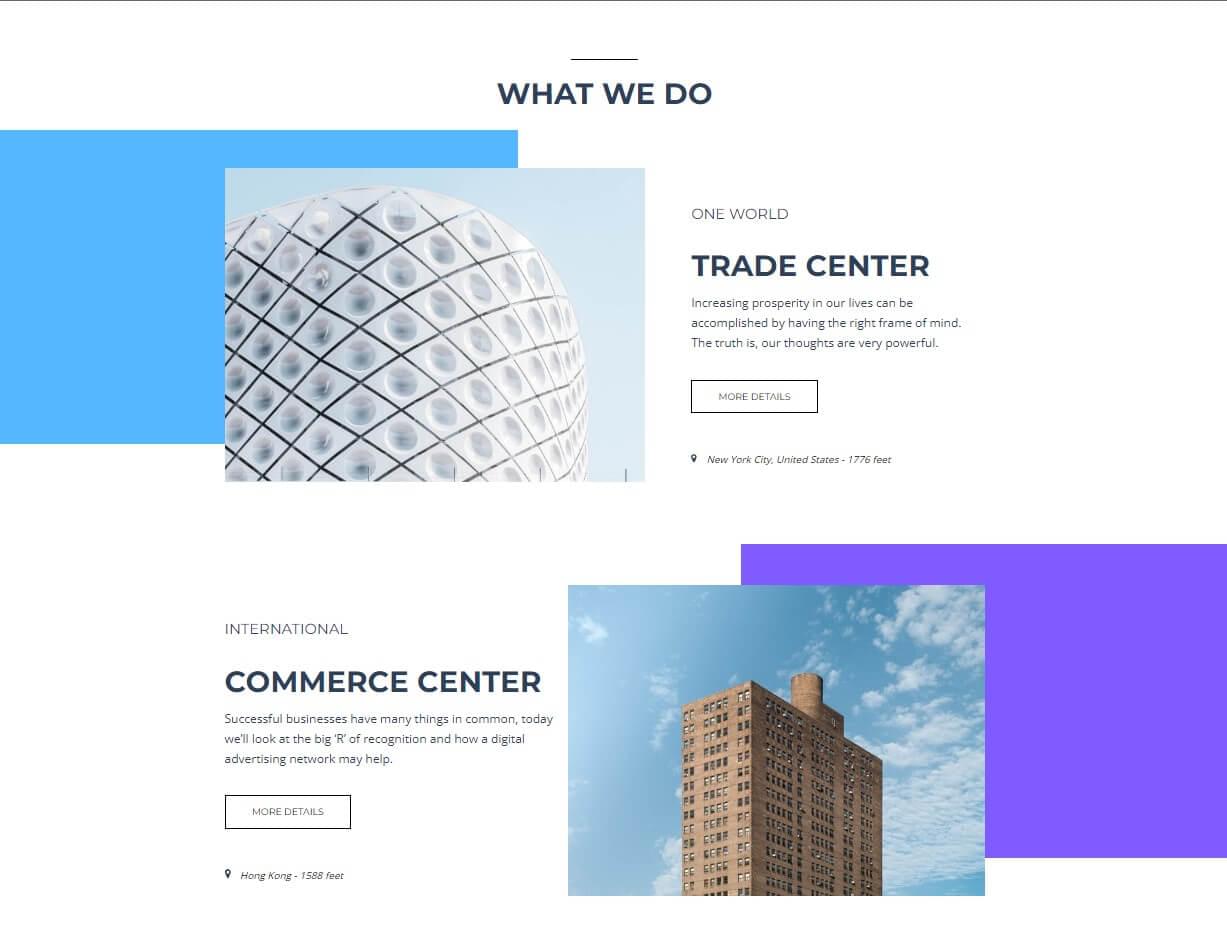 WHAT WE DO
ONE WORLD
TRADE CENTER
Increasing prosperity in our lives can be
accomplished by having the right frame of mind.
The truth is, our thoughts are very powerful.
MORE DETAILS
New York City, United States - 1776 feet
INTERNATIONAL
COMMERCE CENTER
Successful businesses have many things in common, today
we’ll look at the big ‘R’ of recognition and how a digital
advertising network may help.
MORE DETAILS
Hong Kong - 1588 feet